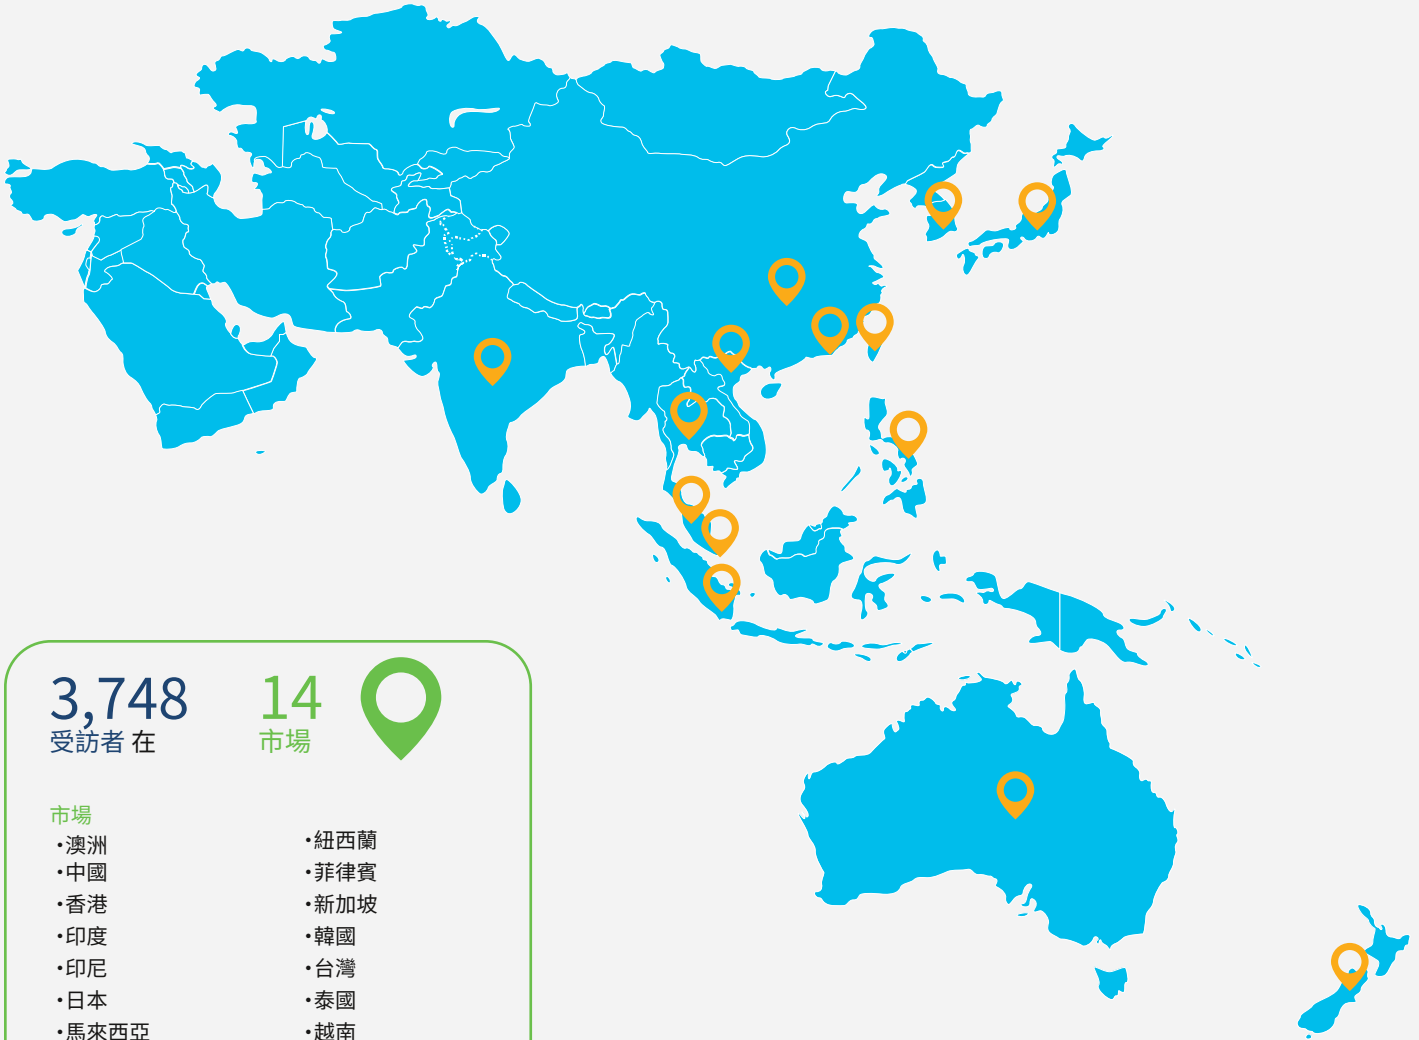 3,748
受訪者 在
14
市場
市場
・澳洲
・中國
・香港
・印度
・印尼
・日本
・馬來西亞
・紐西蘭
・菲律賓
・新加坡
・韓國
・台灣
・泰國
・越南